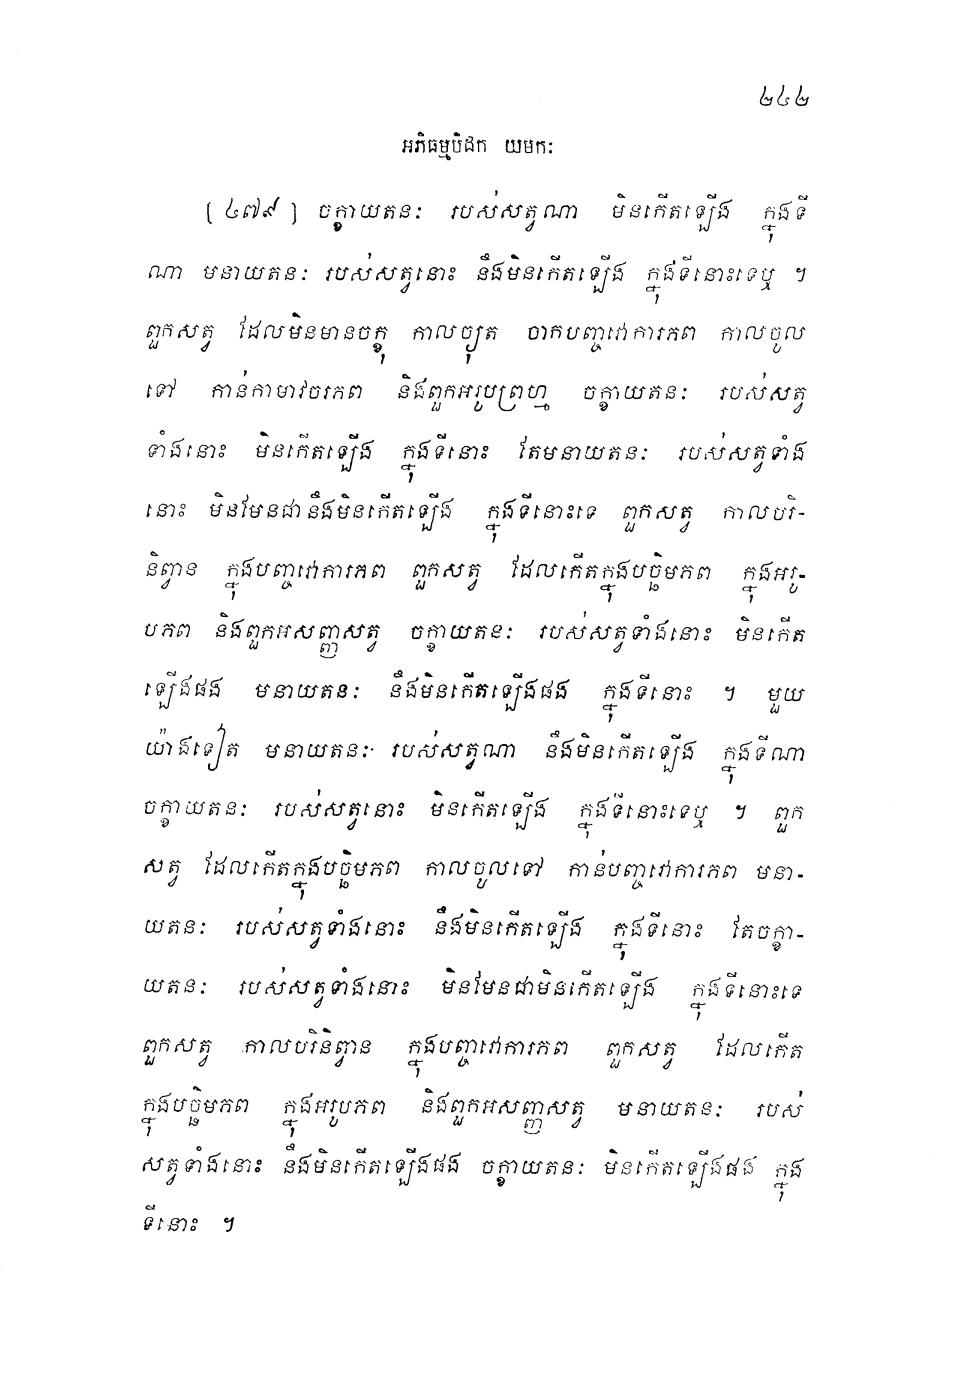 ២៤២
អភិធម្មបិដក យមកៈ
[ ៤៧៩ ] ចក្ខាយតនៈ របស់សត្វណា មិនកើតឡើង ក្នុងទី
ណា មនាយតនៈ របស់សត្វនោះ នឹងមិនកើតឡើង ក្នុងទីនោះទេឬ ។
ពួកសត្វ ដែលមិនមានចក្ខុ កាលច្យុត ចាកបញ្ចវោការភព កាលចូល
ទៅ កាន់កាមាវចរភព និងពួកអរូបព្រហ្ម ចក្ខាយតនៈ របស់សត្វ
ទាំងនោះ មិនកើតឡើង ក្នុងទីនោះ តែមនាយតនៈ របស់សត្វទាំង
នោះ មិនមែនជានឹងមិនកើតឡើង ក្នុងទីនោះទេ ពួកសត្វ កាលបរិ-
និព្វាន ក្នុងបញ្ចវោការភព ពួកសត្វ ដែលកើតក្នុងបច្ឆិមភព ក្នុងអរូ-
បភព និងពួកអសញ្ញសត្វ ចក្ខាយតនៈ របស់សត្វទាំងនោះ មិនកើត
ឡើងផង មនាយតនៈ នឹងមិនកើតឡើងផង ក្នុងទីនោះ ។ មួយ
យ៉ាងទៀត មនាយតនៈ របស់សត្វណា នឹងមិនកើតឡើង ក្នុងទីណា
ចក្ខាយតនៈ របស់សត្វនោះ មិនកើតឡើង ក្នុងទីនោះទេឬ ។ ពួក
សត្វ ដែលកើតក្នុងបច្ឆិមភព កាលចូលទៅ កាន់បញ្ចវោការភព មនា-
យតនៈ របស់សត្វទាំងនោះ នឹងមិនកើតឡើង ក្នុងទីនោះ តែចក្ខា-
យតនៈ របស់សត្វទាំងនោះ មិនមែនជាមិនកើតឡើង ក្នុងទីនោះទេ
ពួកសត្វ កាលបរិនិព្វាន ក្នុងបញ្ចវោការភព ពួកសត្វ ដែលកើត
ក្នុងបច្ឆិមភព ក្នុងអរូបភព និងពួកអសញ្ញសត្វ មនាយតនៈ របស់
សត្វទាំងនោះ នឹងមិនកើតឡើងផង ចក្ខាយតនៈ មិនកើតឡើងផង ក្នុង
ទីនោះ ។